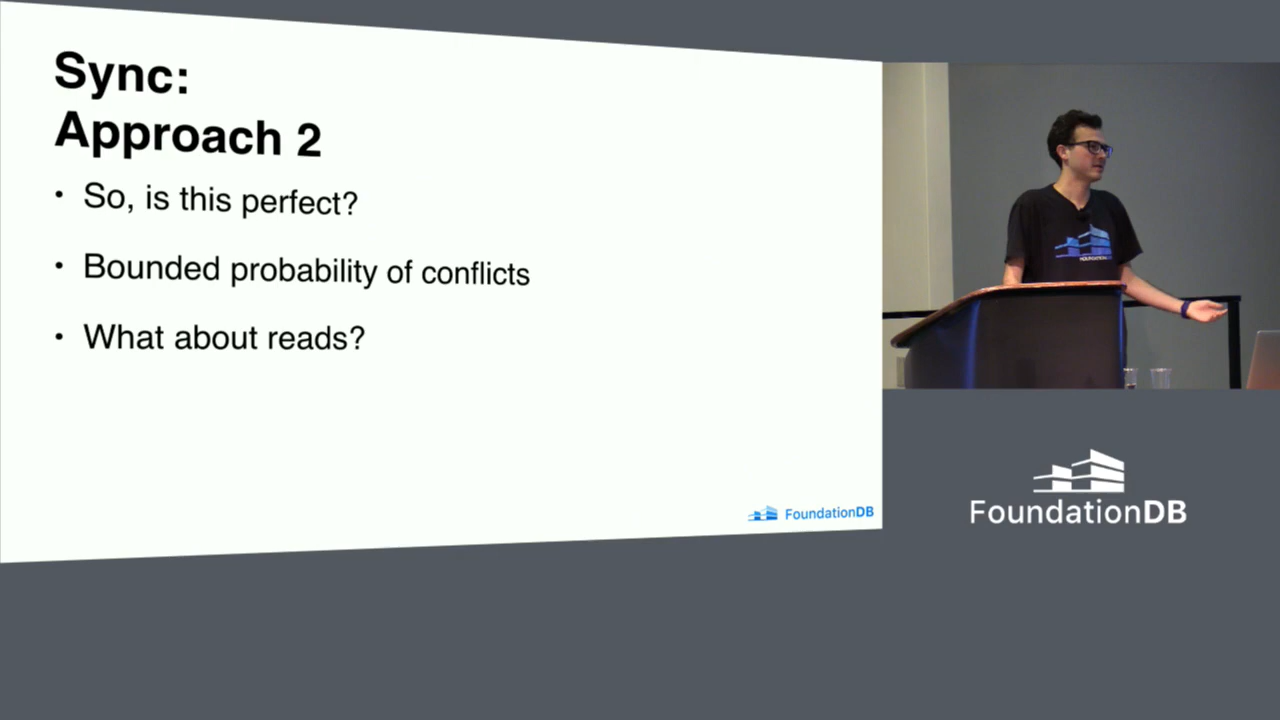 Sync:
Approach 2
• So, is this perfect?
• Bounded probability of conflicts
• What about reads?
FoundationDB
FoundationDB